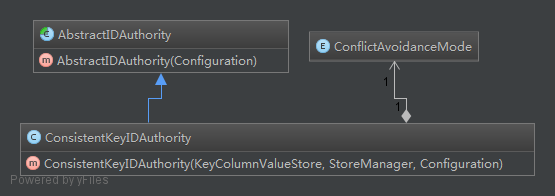 AbstractIDAuthority
AbstractIDAuthority(Configuration)
ConflictAvoidanceMode
1
1
ConsistentKeyIDAuthority
ConsistentKeyIDAuthority(KeyColumnValueStore, StoreManager, Configuration)
Powered by yFiles